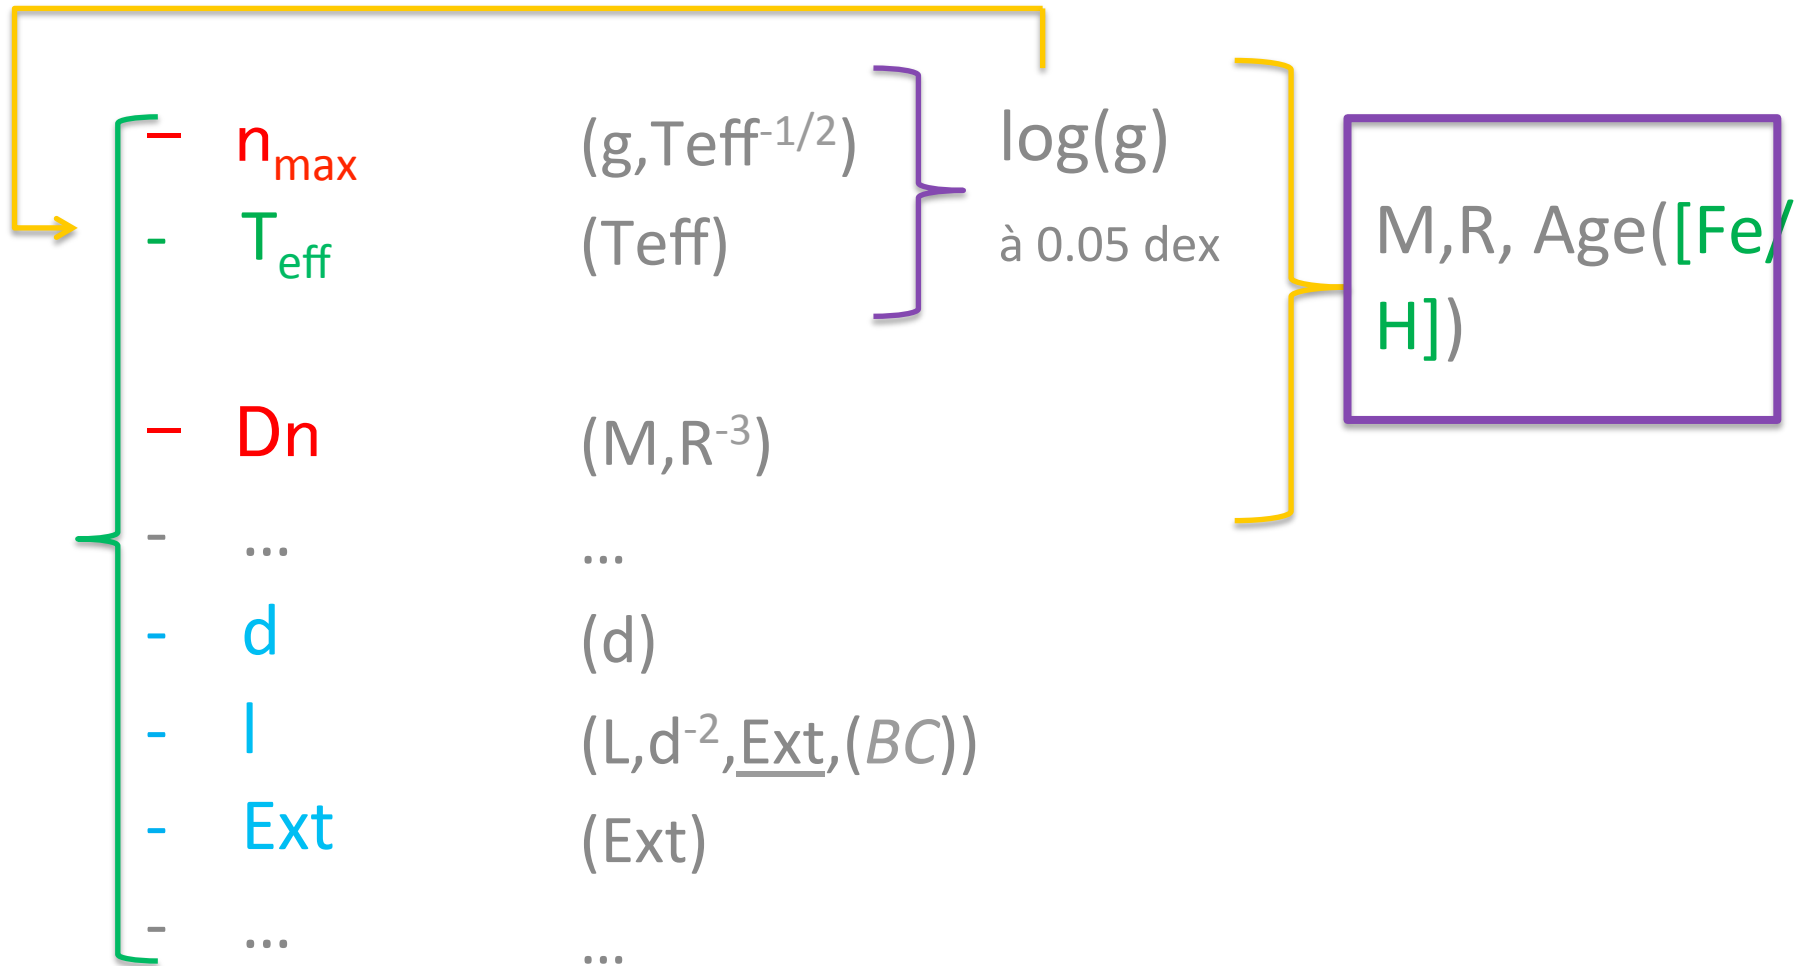 – n_max (g,Teff^-1/2) log(g)
- T_eff (Teff) à 0.05 dex
M,R, Age([Fe/
H])
– Dn (M,R^-3)
- ... ...
- d (d)
- l (L,d^-2,Ext,(BC))
- Ext (Ext)
- ... ...